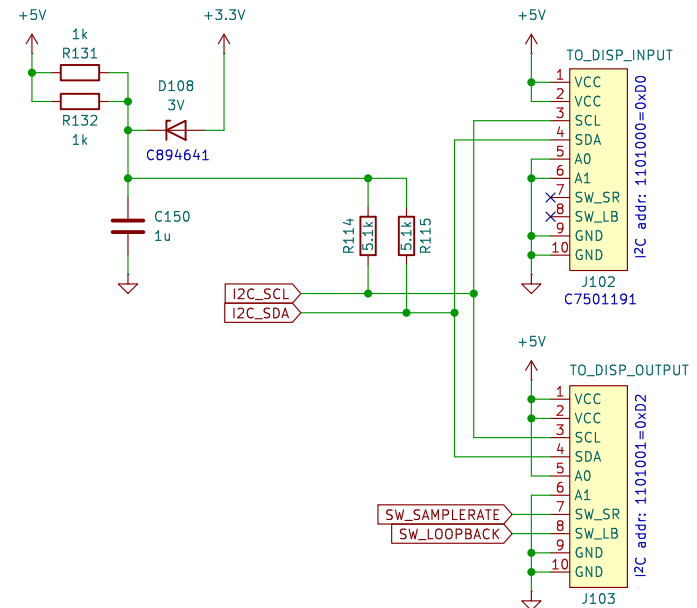 +5V
+3.3V
+5V
1k
R131
TO_DISP_INPUT
D108
3V
R132
1k
C894641
1 VCC
2 VCC
3 SCL
4 SDA
5 A0
6 A1
7 SW_SR
8 SW_LB
9 GND
10 GND
I²C addr: 1101000=0xD0
C150
1u
R114
5.1k
5.1k
R115
J102
C7501191
I2C_SCL
I2C_SDA
+5V
TO_DISP_OUTPUT
1 VCC
2 VCC
3 SCL
4 SDA
5 A0
6 A1
7 SW_SR
8 SW_LB
9 GND
10 GND
I²C addr: 1101001=0xD2
SW_SAMPLERATE
SW_LOOPBACK
J103